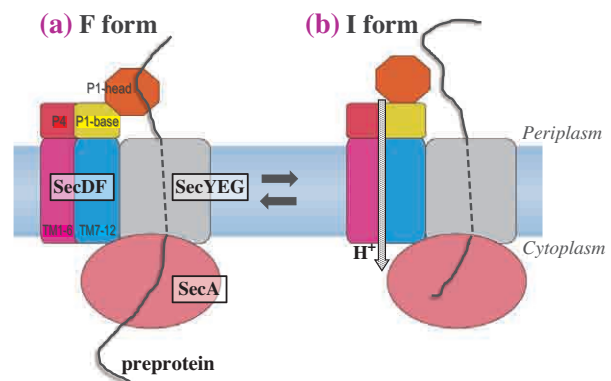 (a) F form
(b) I form
P1-head
P4
P1-base
Periplasm
SecDF
SecYEG
TM1-6
TM7-12
H+
Cytoplasm
SecA
preprotein